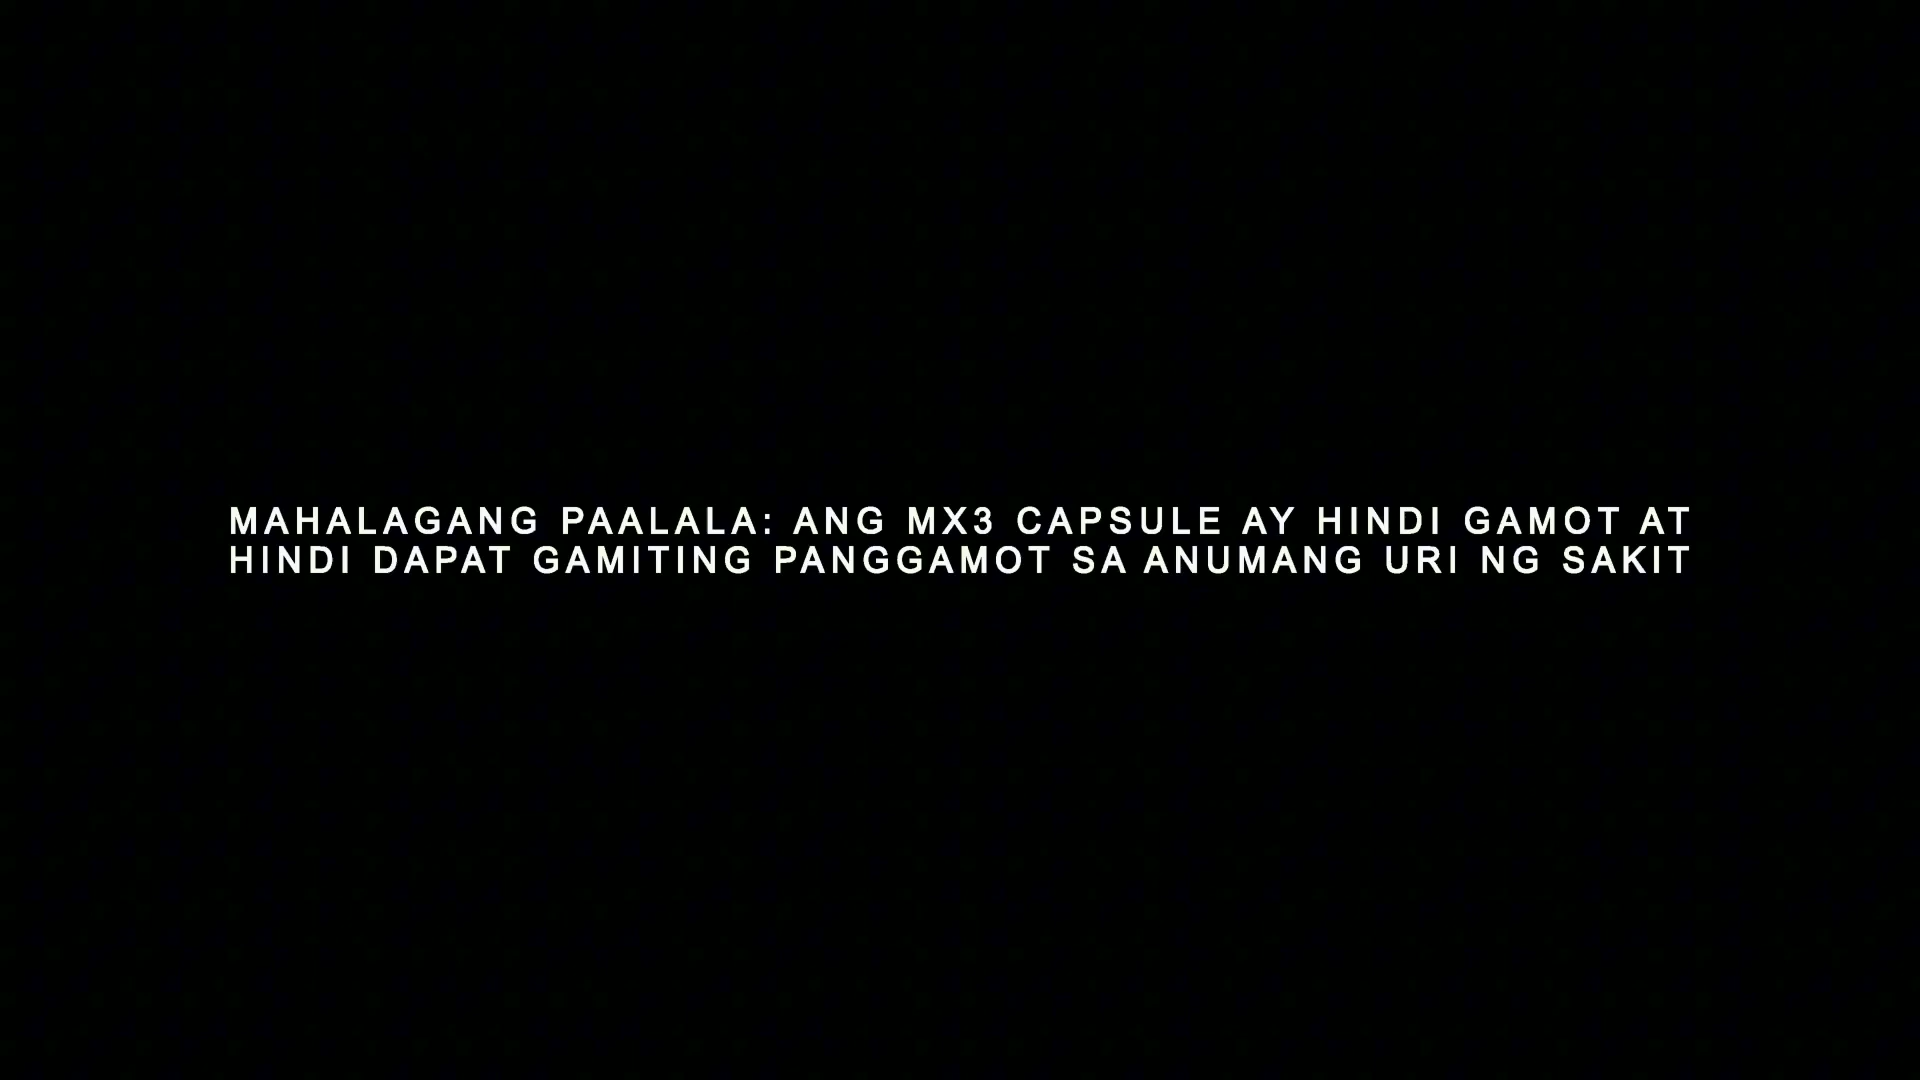 MAHALAGANG PAALALA: ANG MX3 CAPSULE AY HINDI GAMOT AT
HINDI DAPAT GAMITING PANGGAMOT SA ANUMANG URI NG SAKIT